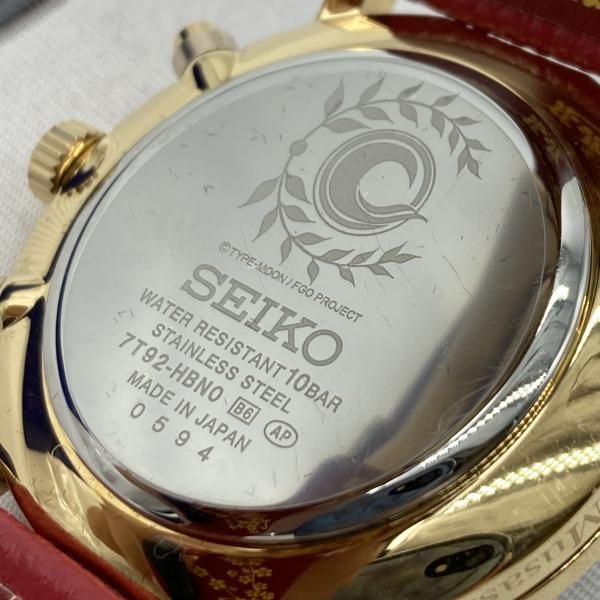 © TYPE-MOON / FGO PROJECT
SEIKO
WATER RESISTANT 10BAR
STAINLESS STEEL
7T92-HBN0 B6 AP
MADE IN JAPAN
0594